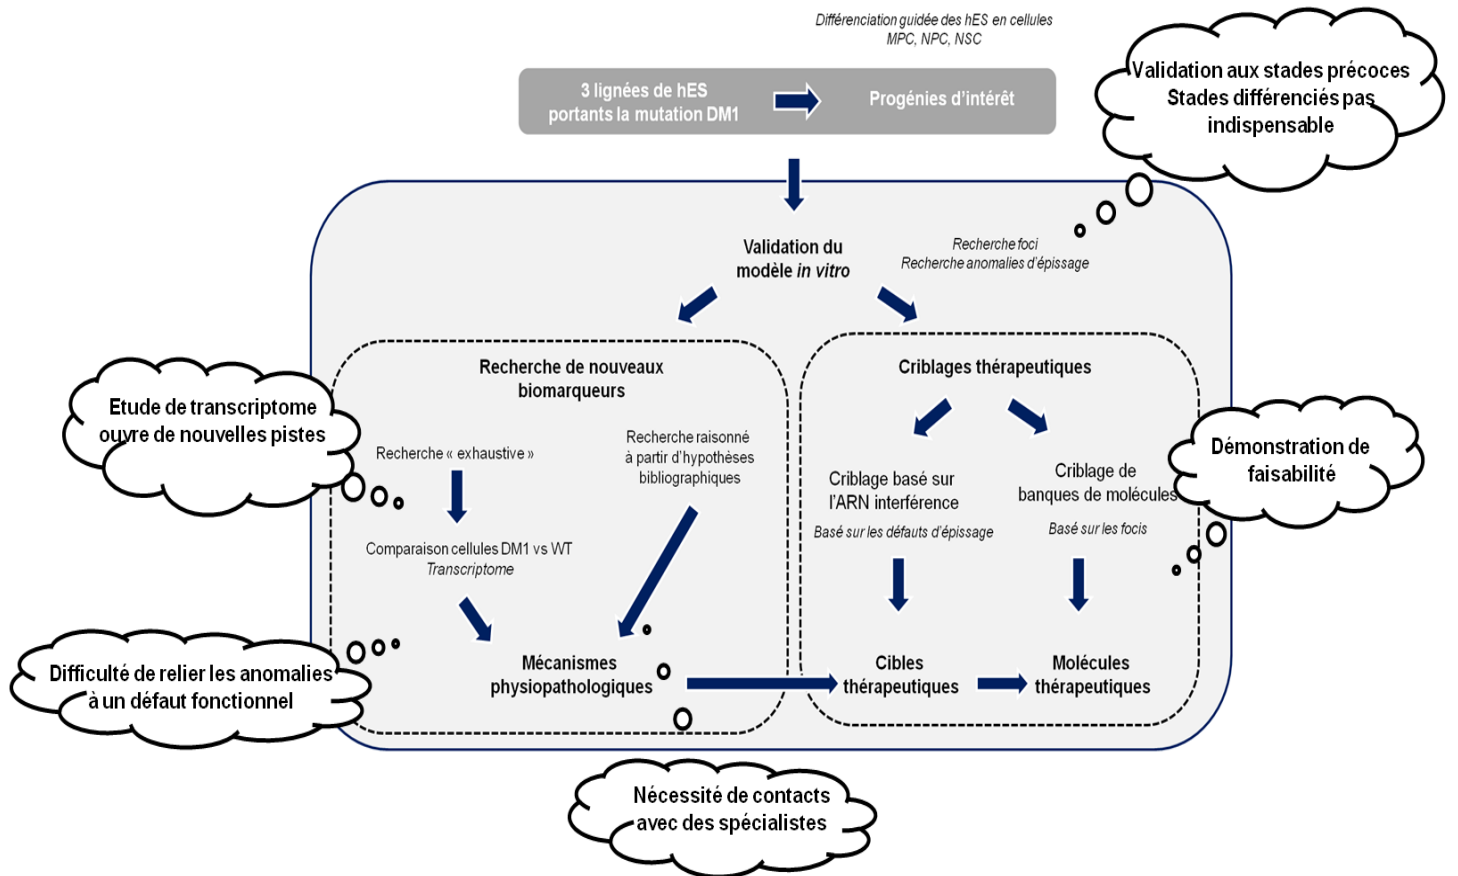 Différenciation guidée des hES en cellules
MPC, NPC, NSC
3 lignées de hES
portants la mutation DM1
Progénies d'intérêt
Validation aux stades précoces
Stades différenciés pas
indispensable
Validation du
modèle in vitro
Recherche foci
Recherche anomalies d'épissage
Recherche de nouveaux
biomarqueurs
Criblages thérapeutiques
Etude de transcriptome
ouvre de nouvelles pistes
Recherche « exhaustive »
Recherche raisonné
à partir d'hypothèses
bibliographiques
Criblage basé sur
l'ARN interférence
Basé sur les défauts d'épissage
Criblage de
banques de molécules
Basé sur les focis
Démonstration de
faisabilité
Comparaison cellules DM1 vs WT
Transcriptome
Difficulté de relier les anomalies
à un défaut fonctionnel
Mécanismes
physiopathologiques
Cibles
thérapeutiques
Molécules
thérapeutiques
Nécessité de contacts
avec des spécialistes